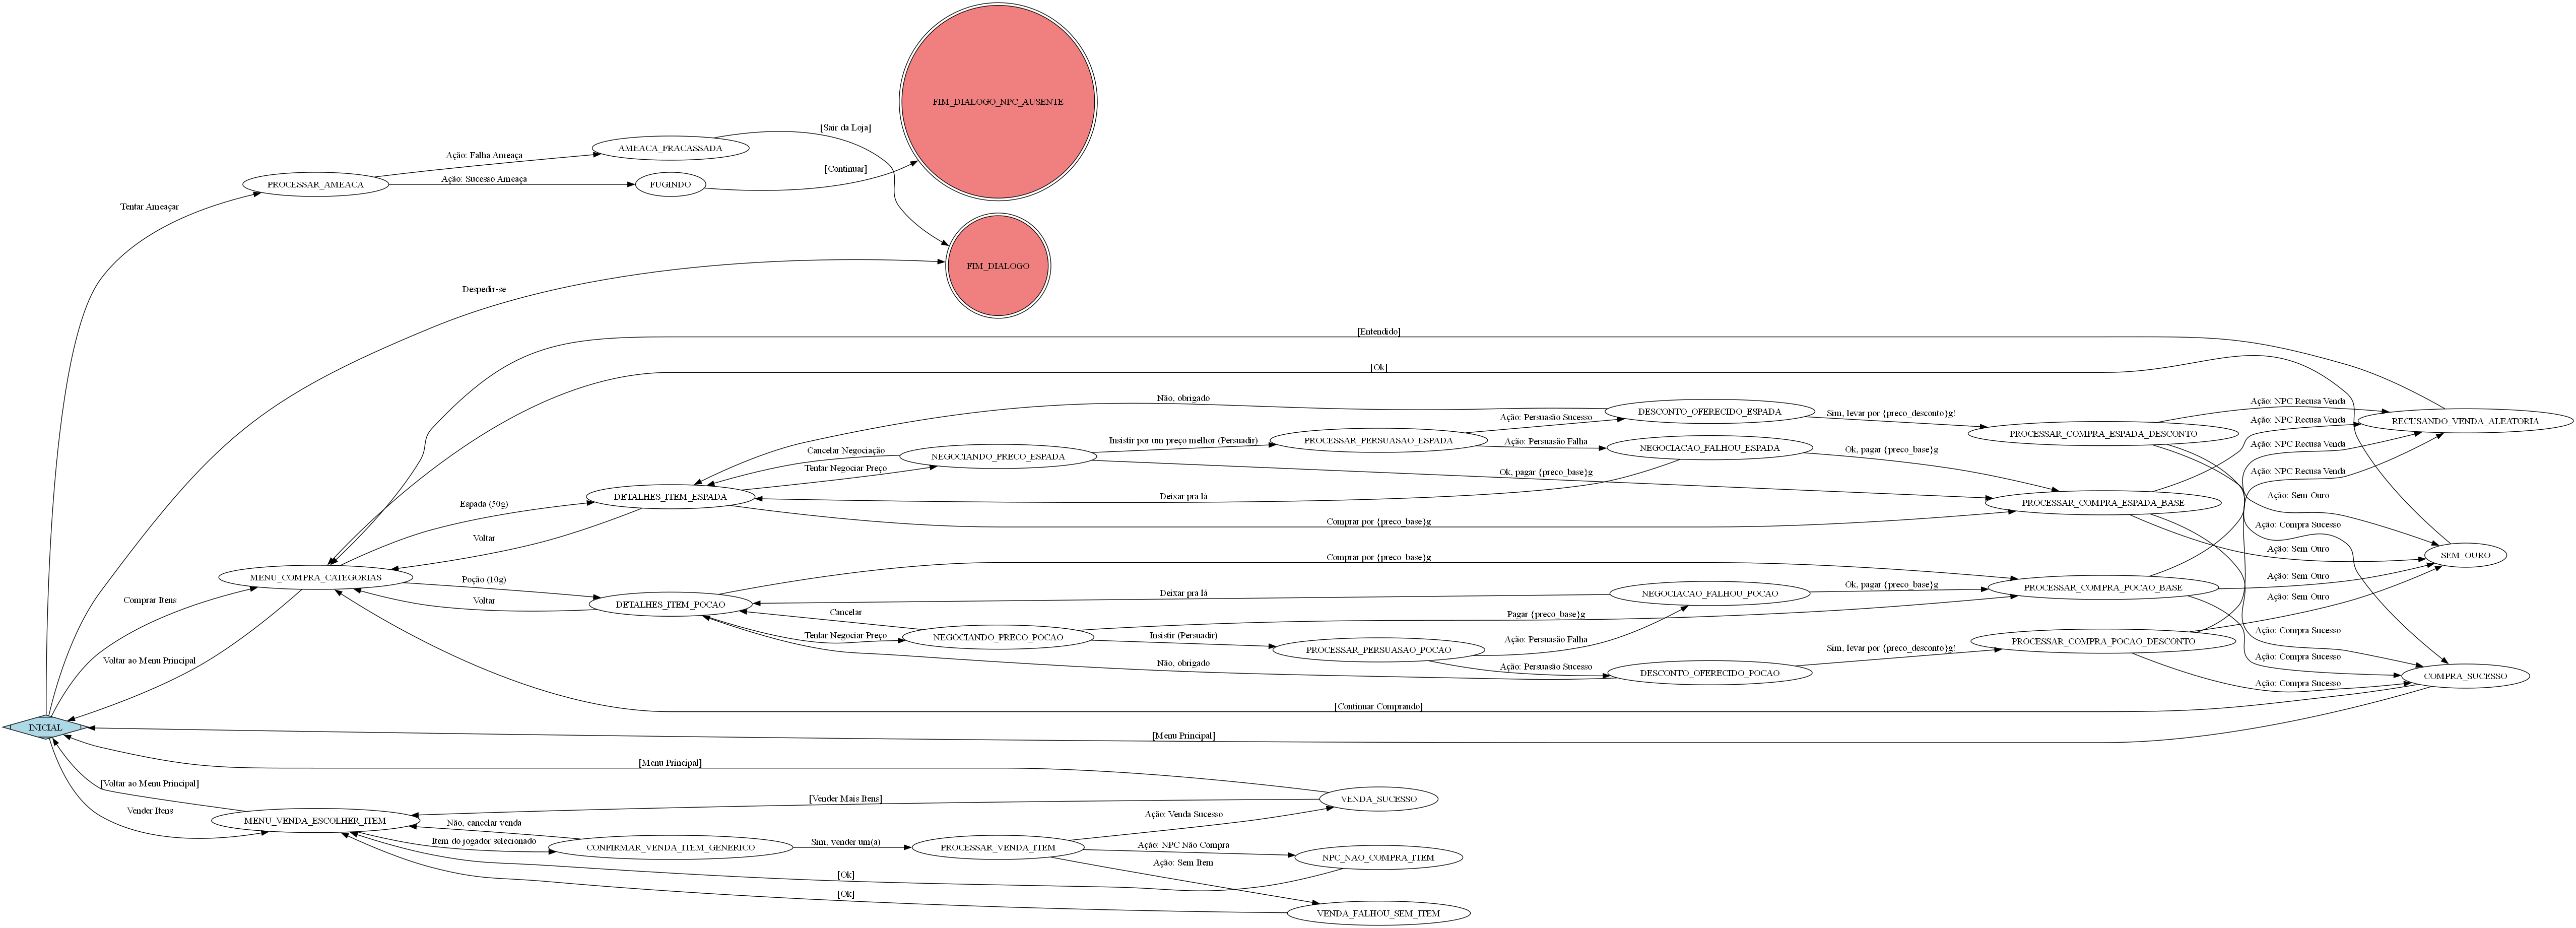 FIM_DIALOGO_NPC_AUSENTE
[Sair da Loja]
AMEACA_FRACASSADA
Ação: Falha Ameaça
[Continuar]
PROCESSAR_AMEACA
Ação: Sucesso Ameaça
FUGINDO
Tentar Ameaçar
FIM_DIALOGO
Despedir-se
[Entendido]
[Ok]
Não, obrigado
DESCONTO_OFERECIDO_ESPADA
Sim, levar por {preco_desconto}g!
Ação: NPC Recusa Venda
Ação: Persuasão Sucesso
Ação: NPC Recusa Venda
RECUSANDO_VENDA_ALEATORIA
PROCESSAR_COMPRA_ESPADA_DESCONTO
Insistir por um preço melhor (Persuadir)
PROCESSAR_PERSUASAO_ESPADA
Ação: Persuasão Falha
NEGOCIACAO_FALHOU_ESPADA
Ok, pagar {preco_base}g
Ação: NPC Recusa Venda
Cancelar Negociação
NEGOCIANDO_PRECO_ESPADA
Tentar Negociar Preço
Ok, pagar {preco_base}g
Ação: NPC Recusa Venda
DETALHES_ITEM_ESPADA
Deixar pra lá
Ação: Sem Ouro
Espada (50g)
PROCESSAR_COMPRA_ESPADA_BASE
Comprar por {preco_base}g
Ação: Compra Sucesso
Voltar
Ação: Sem Ouro
SEM_OURO
Comprar por {preco_base}g
MENU_COMPRA_CATEGORIAS
Poção (10g)
Ação: Sem Ouro
Ok, pagar {preco_base}g
PROCESSAR_COMPRA_POCAO_BASE
NEGOCIACAO_FALHOU_POCAO
Deixar pra lá
Ação: Sem Ouro
Comprar Itens
Voltar
DETALHES_ITEM_POCAO
Cancelar
Pagar {preco_base}g
Tentar Negociar Preço
NEGOCIANDO_PRECO_POCAO
Insistir (Persuadir)
Ação: Persuasão Falha
PROCESSAR_COMPRA_POCAO_DESCONTO
Ação: Compra Sucesso
PROCESSAR_PERSUASAO_POCAO
Sim, levar por {preco_desconto}g!
Ação: Compra Sucesso
Voltar ao Menu Principal
Não, obrigado
Ação: Persuasão Sucesso
DESCONTO_OFERECIDO_POCAO
Ação: Compra Sucesso
COMPRA_SUCESSO
[Continuar Comprando]
INICIAL
[Menu Principal]
[Menu Principal]
[Voltar ao Menu Principal]
[Vender Mais Itens]
VENDA_SUCESSO
Vender Itens
MENU_VENDA_ESCOLHER_ITEM
Não, cancelar venda
Ação: Venda Sucesso
Item do jogador selecionado
CONFIRMAR_VENDA_ITEM_GENERICO
Sim, vender um(a)
PROCESSAR_VENDA_ITEM
Ação: NPC Não Compra
NPC_NAO_COMPRA_ITEM
Ação: Sem Item
[Ok]
[Ok]
VENDA_FALHOU_SEM_ITEM